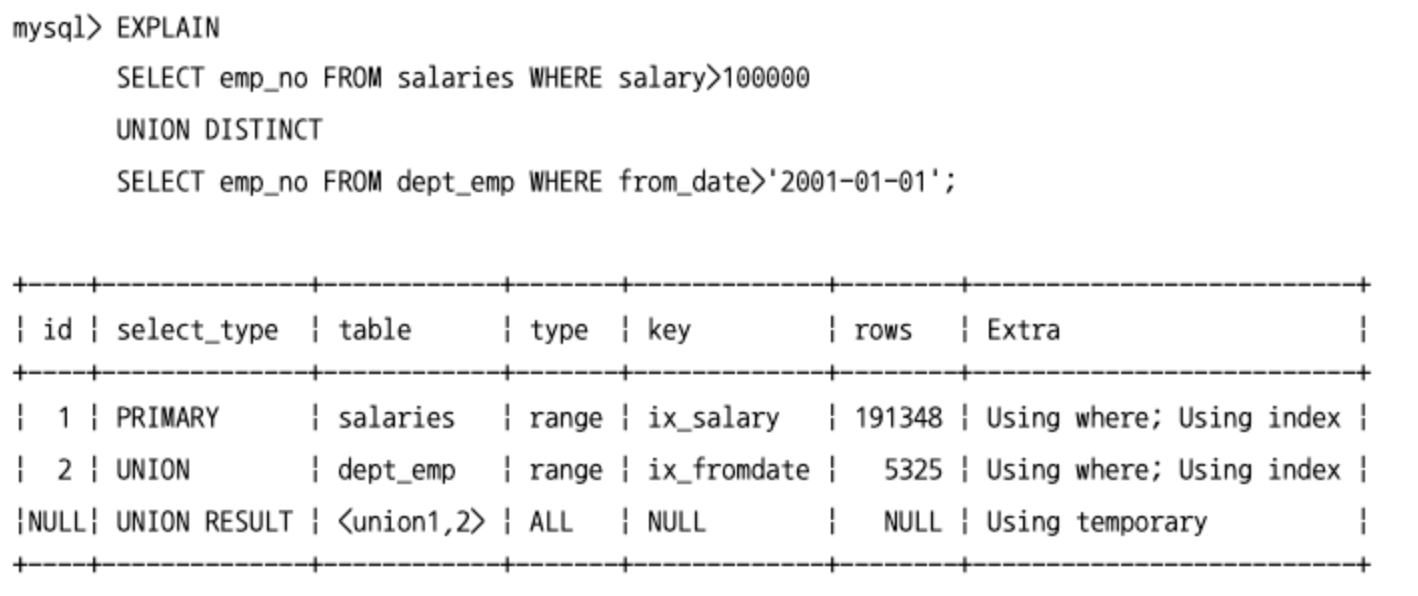 mysql> EXPLAIN
       SELECT emp_no FROM salaries WHERE salary>100000
       UNION DISTINCT
       SELECT emp_no FROM dept_emp WHERE from_date>'2001-01-01';

+----+--------------+------------+-------+-------------+--------+--------------------------+
| id | select_type  | table      | type  | key         | rows   | Extra                    |
+----+--------------+------------+-------+-------------+--------+--------------------------+
|  1 | PRIMARY      | salaries   | range | ix_salary   | 191348 | Using where; Using index |
|  2 | UNION        | dept_emp   | range | ix_fromdate |   5325 | Using where; Using index |
|NULL| UNION RESULT | <union1,2> | ALL   | NULL        |   NULL | Using temporary          |
+----+--------------+------------+-------+-------------+--------+--------------------------+